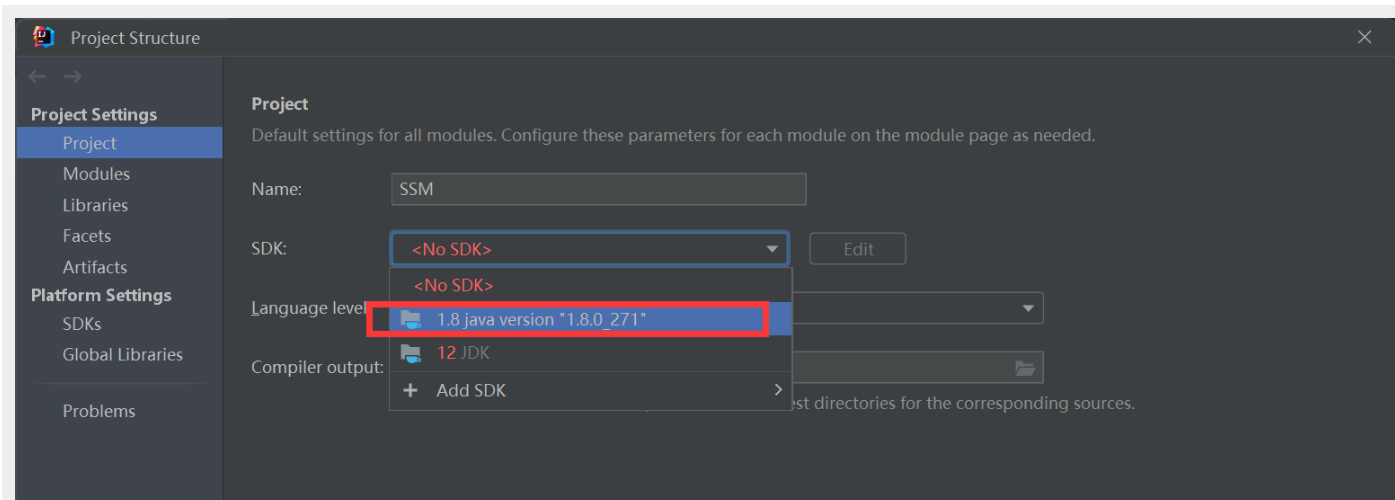 Project Structure
Project Settings
Project
Modules
Libraries
Facets
Artifacts
Platform Settings
SDKs
Global Libraries
Problems
Project
Default settings for all modules. Configure these parameters for each module on the module page as needed.
Name: SSM
SDK: <No SDK> Edit
<No SDK>
Language level
1.8 java version "1.8.0_271"
12 JDK
Compiler output:
+ Add SDK
directories for the corresponding sources.